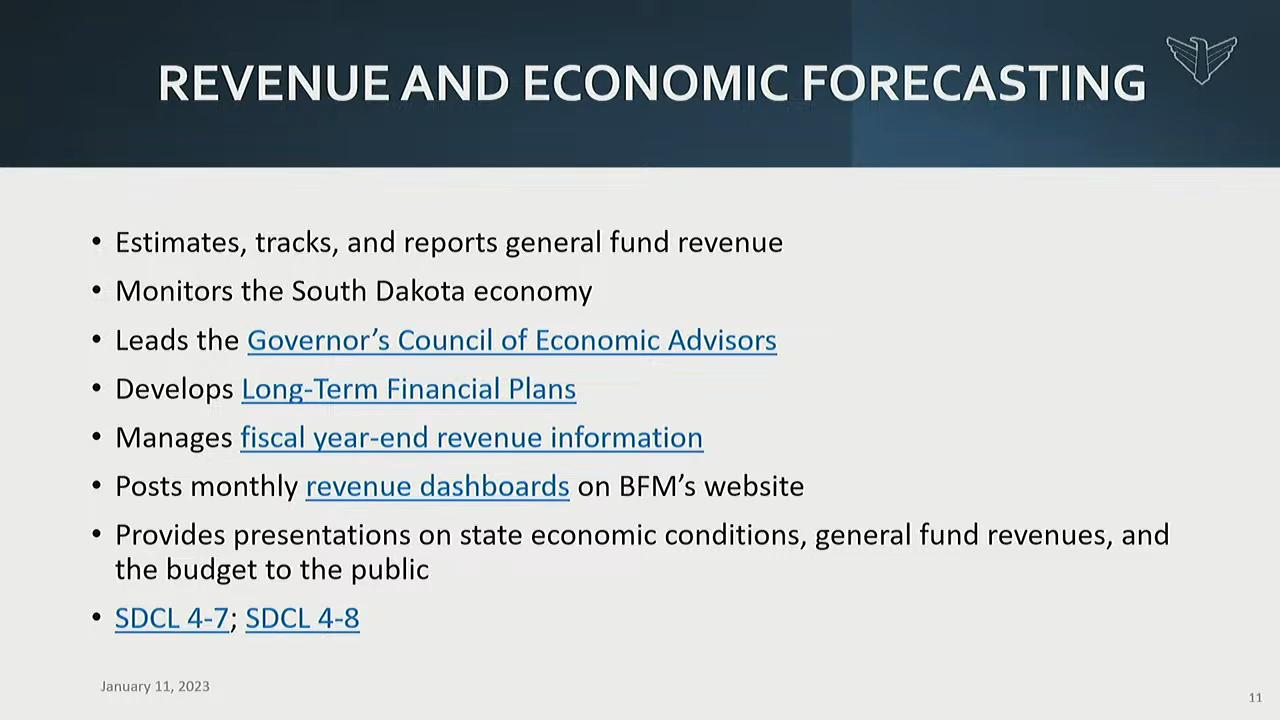 REVENUE AND ECONOMIC FORECASTING
• Estimates, tracks, and reports general fund revenue
• Monitors the South Dakota economy
• Leads the Governor’s Council of Economic Advisors
• Develops Long-Term Financial Plans
• Manages fiscal year-end revenue information
• Posts monthly revenue dashboards on BFM’s website
• Provides presentations on state economic conditions, general fund revenues, and
the budget to the public
• SDCL 4-7; SDCL 4-8
January 11, 2023
11